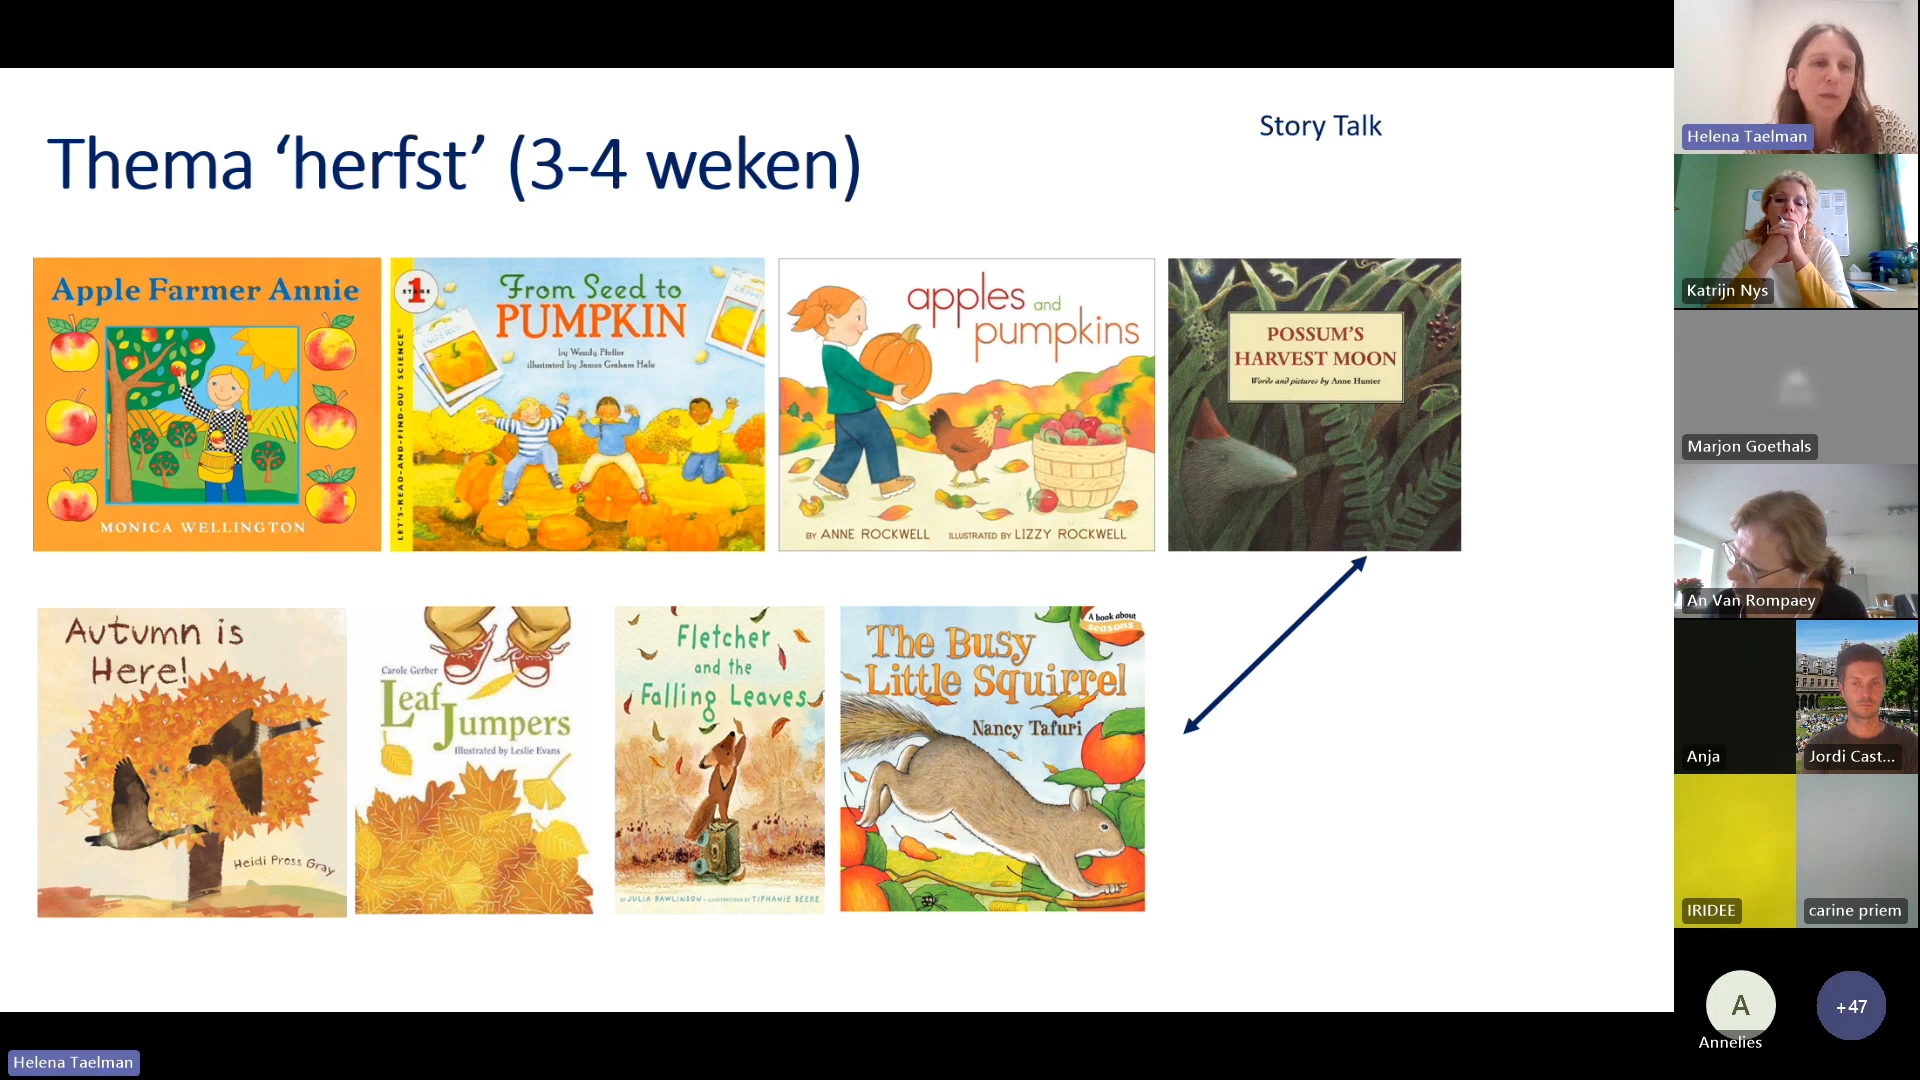 Thema ‘herfst’ (3-4 weken)
Story Talk
Apple Farmer Annie
MONICA WELLINGTON
STAGE
1
LET'S-READ-AND-FIND-OUT SCIENCE®
From Seed to
PUMPKIN
by Wendy Pfeffer
illustrated by James Graham Hale
apples and
pumpkins
BY ANNE ROCKWELL ILLUSTRATED BY LIZZY ROCKWELL
POSSUM'S
HARVEST MOON
Words and pictures by Anne Hunter
Autumn is
Here!
Heidi Pross Gray
Carole Gerber
Leaf
Jumpers
Illustrated by Leslie Evans
Fletcher
and the
Falling Leaves
BY JULIA RAWLINSON • ILLUSTRATIONS BY TIPHANIE BEEKE
A book about
seasons
The Busy
Little Squirrel
Nancy Tafuri
Helena Taelman
Katrijn Nys
Marjon Goethals
An Van Rompaey
Anja
Jordi Cast...
IRIDEE
carine priem
A
Annelies
+47
Helena Taelman